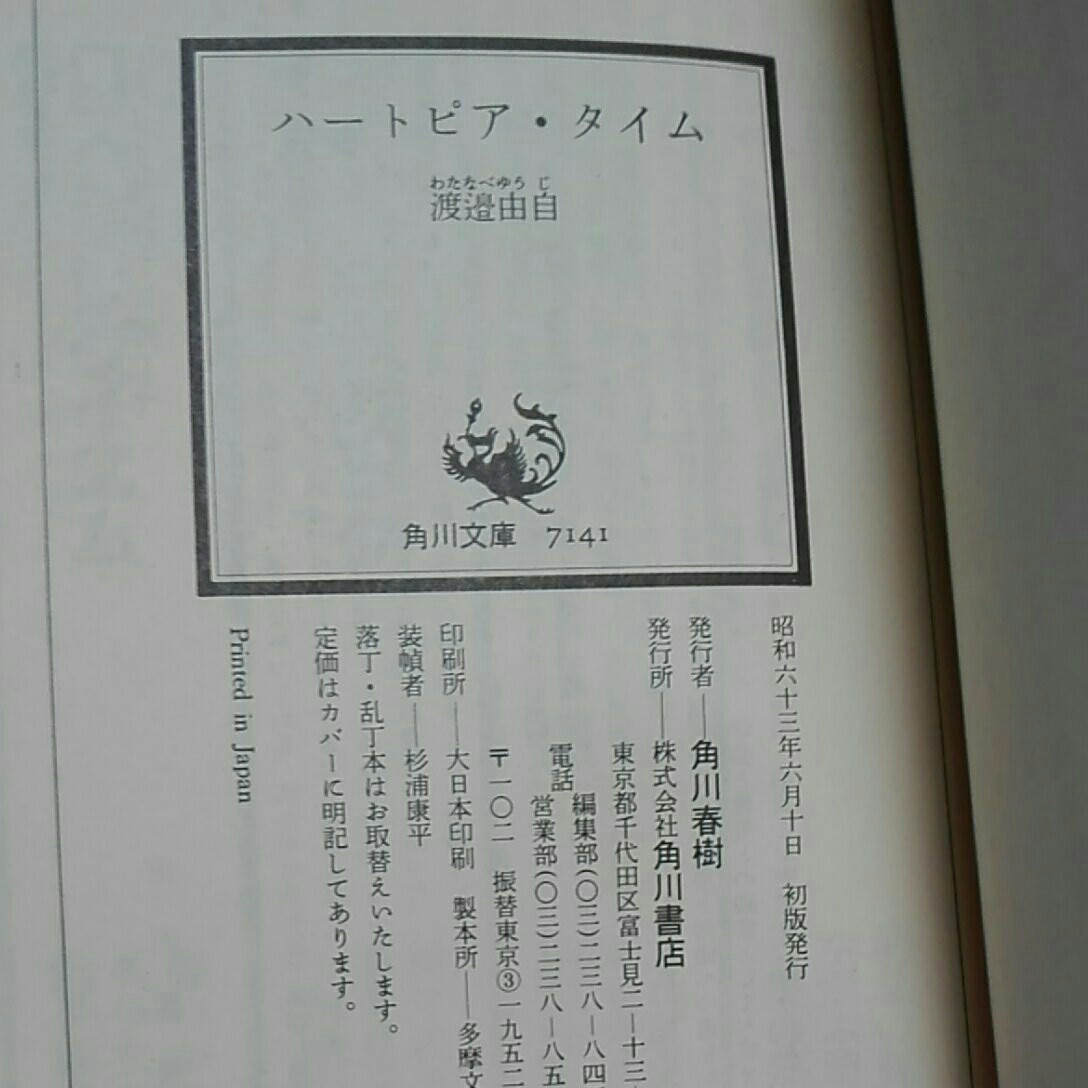 ハートピア・タイム
わたなべゆうじ
渡邉由自
角川文庫 7141
昭和六十三年六月十日 初版発行
発行者――角川春樹
発行所――株式会社角川書店
東京都千代田区富士見二―十三
電話 編集部(〇三)二三八―八四
営業部(〇三)二三八―八五
〒一〇二 振替東京③一九五二
印刷所――大日本印刷 製本所――多摩文
装幀者――杉浦康平
落丁・乱丁本はお取替えいたします。
定価はカバーに明記してあります。
Printed in Japan